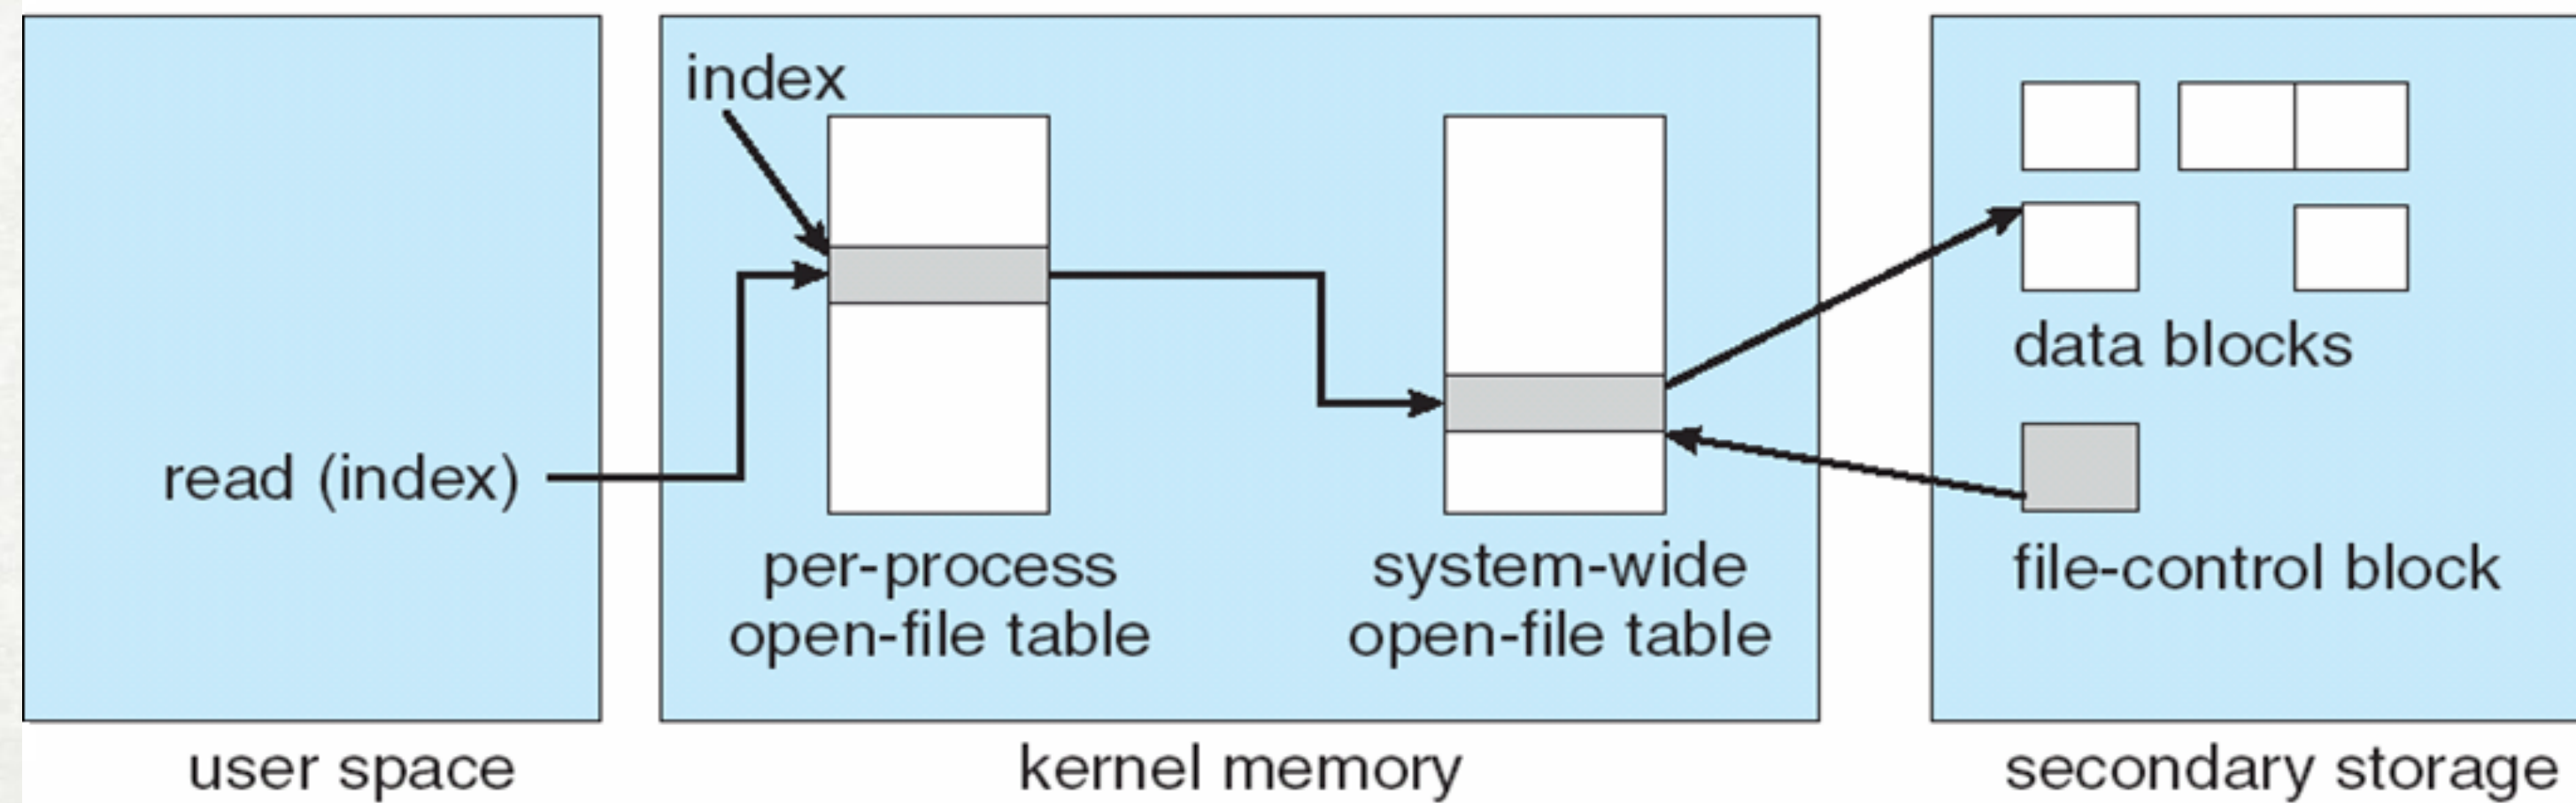 index
read (index)
per-process
open-file table
system-wide
open-file table
data blocks
file-control block
user space
kernel memory
secondary storage